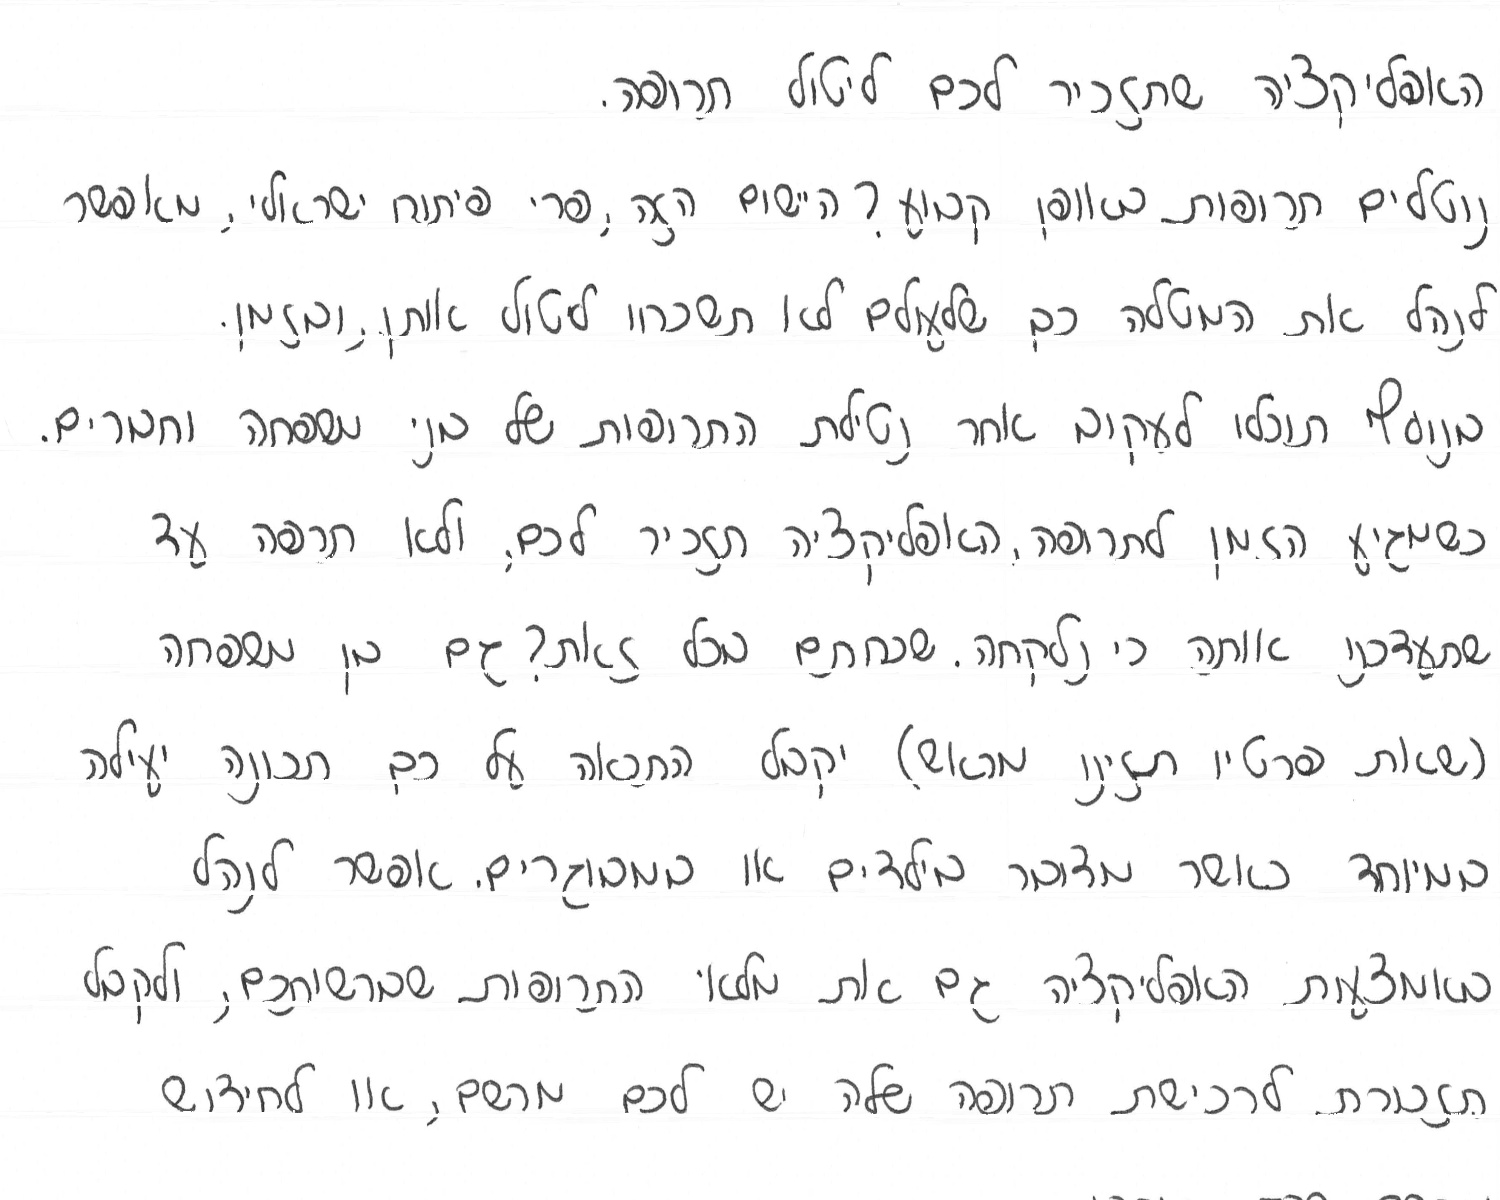 האפליקציה שתזכיר לכם ליטול תרופה.
נוטלים תרופות באופן קבוע? היישום הזה, פרי פיתוח ישראלי, מאפשר
לנהל את המטלה כך שלעולם לא תשכחו ליטול אותן, ובזמן.
בנוסף תוכלו לעקוב אחר נטילת התרופות של בני משפחה וחברים.
כשמגיע הזמן לתרופה, האפליקציה תזכיר לכם, ולא תרפה עד
שתעדכנו אותה כי נלקחה. שכחתם בכל זאת? גם בן משפחה
(שאת פרטיו תזינו מראש) יקבל התראה על כך תכונה יעילה
במיוחד כאשר מדובר בילדים או במבוגרים. אפשר לנהל
באמצעות האפליקציה גם את מלאי התרופות שברשותכם, ולקבל
תזכורת לרכישת תרופה שלה יש לכם מרשם, או לחידוש